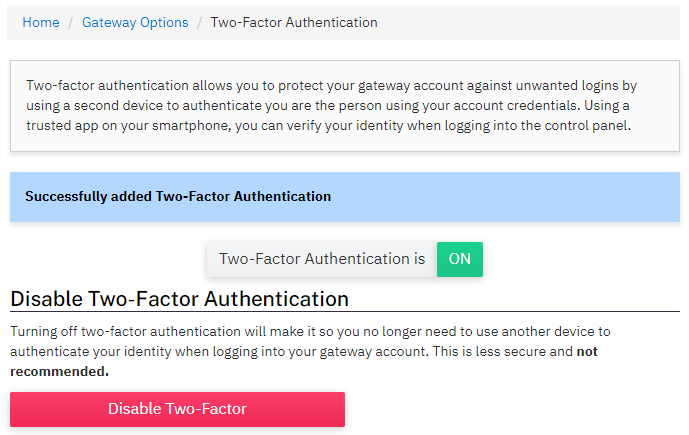 Home / Gateway Options / Two-Factor Authentication
Two-factor authentication allows you to protect your gateway account against unwanted logins by
using a second device to authenticate you are the person using your account credentials. Using a
trusted app on your smartphone, you can verify your identity when logging into the control panel.
Successfully added Two-Factor Authentication
Two-Factor Authentication is ON
Disable Two-Factor Authentication
Turning off two-factor authentication will make it so you no longer need to use another device to
authenticate your identity when logging into your gateway account. This is less secure and not
recommended.
Disable Two-Factor